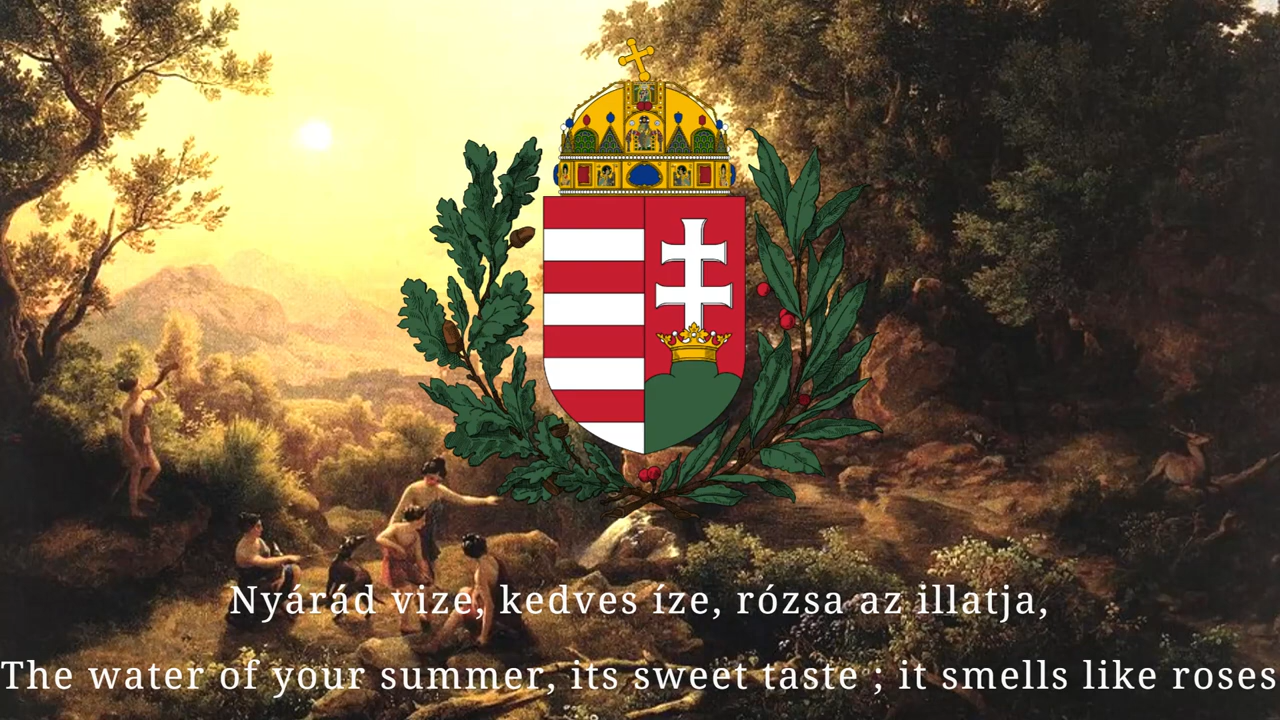 Nyárád vize, kedves íze, rózsa az illatja,
The water of your summer, its sweet taste ; it smells like roses